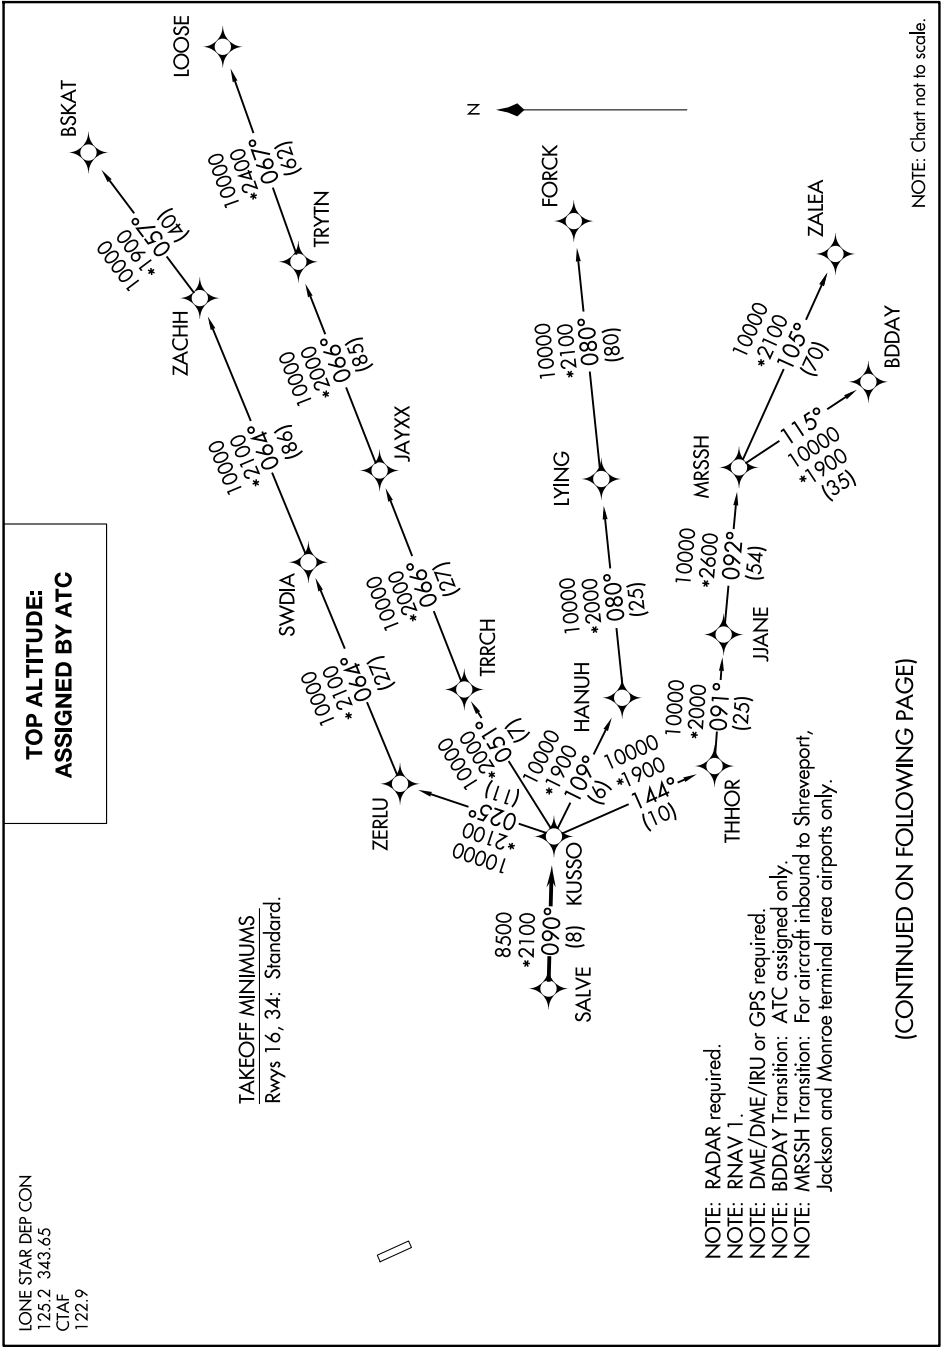 LONE STAR DEP CON
125.2 343.65
CTAF
122.9
TOP ALTITUDE:
ASSIGNED BY ATC
TAKEOFF MINIMUMS
Rwys 16, 34: Standard.
SALVE
8500
*2100
090°
(8)
KUSSO
10000
*2100
025°
(11)
ZERLU
10000
*2100
064°
(27)
SWDIA
10000
*2100
064°
(86)
ZACHH
10000
*1900
057°
(40)
BSKAT
10000
*2000
051°
(7)
TRRCH
10000
*2000
066°
(27)
JAYXX
10000
*2000
066°
(85)
TRYTN
10000
*2400
067°
(62)
LOOSE
N
10000
*1900
109°
(6)
HANUH
10000
*2000
080°
(25)
LYING
10000
*2100
080°
(80)
FORCK
10000
*1900
144°
(10)
THHOR
10000
*2000
091°
(25)
JJANE
10000
*2600
092°
(54)
MRSSH
10000
*2100
105°
(70)
ZALEA
115°
10000
*1900
(35)
BDDAY
NOTE: RADAR required.
NOTE: RNAV 1.
NOTE: DME/DME/IRU or GPS required.
NOTE: BDDAY Transition: ATC assigned only.
NOTE: MRSSH Transition: For aircraft inbound to Shreveport,
Jackson and Monroe terminal area airports only.
(CONTINUED ON FOLLOWING PAGE)
NOTE: Chart not to scale.